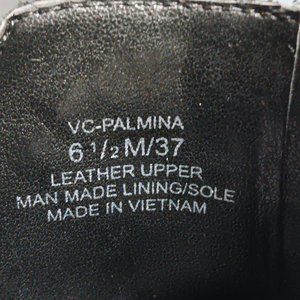 VC-PALMINA
6 1/2 M/37
LEATHER UPPER
MAN MADE LINING/SOLE
MADE IN VIETNAM